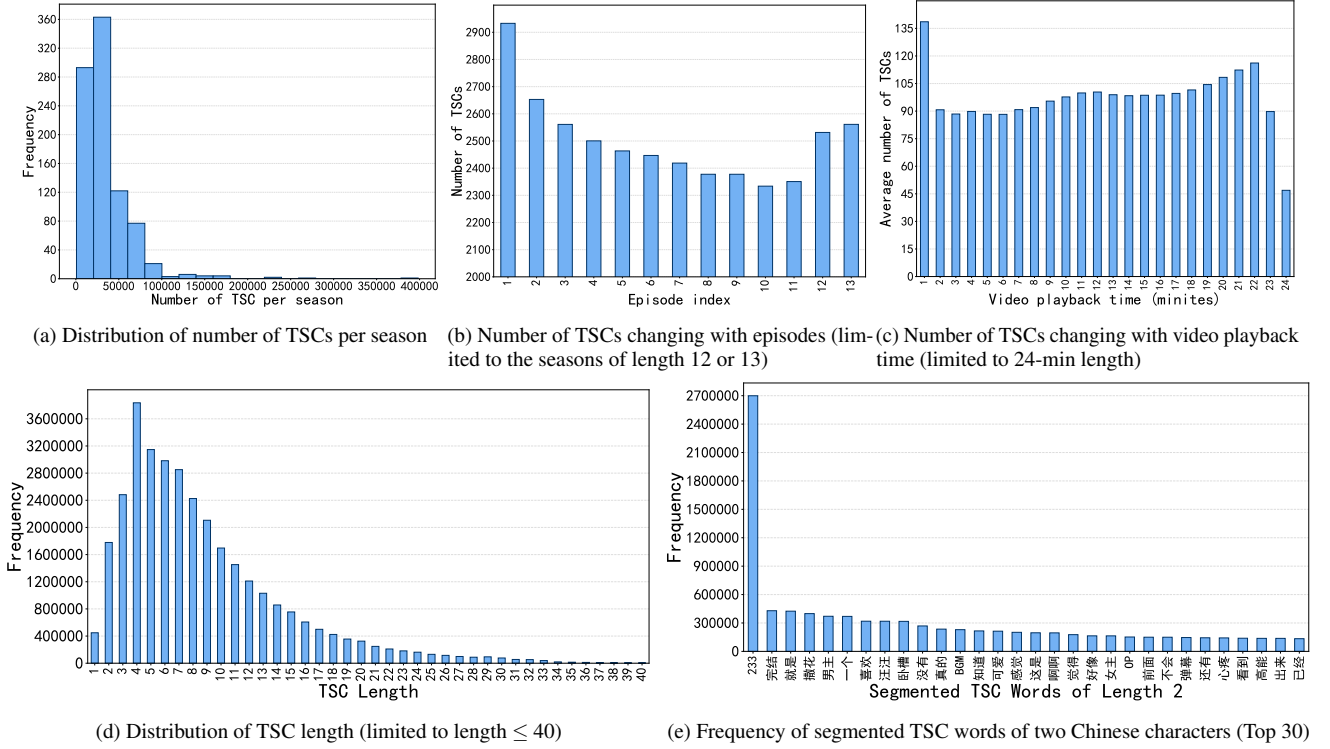 360
320
280
240
200
160
120
80
40
0
Frequency
0 50000 100000 150000 200000 250000 300000 350000 400000
Number of TSC per season
2900
2800
2700
2600
2500
2400
2300
2200
2100
2000
Number of TSCs
1 2 3 4 5 6 7 8 9 10 11 12 13
Episode index
135
120
105
90
75
60
45
30
15
0
Average number of TSCs
1 2 3 4 5 6 7 8 9 10 11 12 13 14 15 16 17 18 19 20 21 22 23 24
Video playback time (minites)
(a) Distribution of number of TSCs per season
(b) Number of TSCs changing with episodes (lim-
ited to the seasons of length 12 or 13)
(c) Number of TSCs changing with video playback
time (limited to 24-min length)
3600000
3200000
2800000
2400000
2000000
1600000
1200000
800000
400000
0
Frequency
1 2 3 4 5 6 7 8 9 10 11 12 13 14 15 16 17 18 19 20 21 22 23 24 25 26 27 28 29 30 31 32 33 34 35 36 37 38 39 40
TSC Length
2700000
2400000
2100000
1800000
1500000
1200000
900000
600000
300000
0
Frequency
233 完结 就是 撒花 男主 一个 喜欢 汪汪 卧槽 没有 真的 BGM 知道 可爱 感觉 这是 啊啊 觉得 好像 女主 OP 前面 不会 弹幕 还有 心疼 看到 高能 出来 已经
Segmented TSC Words of Length 2
(d) Distribution of TSC length (limited to length ≤ 40)
(e) Frequency of segmented TSC words of two Chinese characters (Top 30)